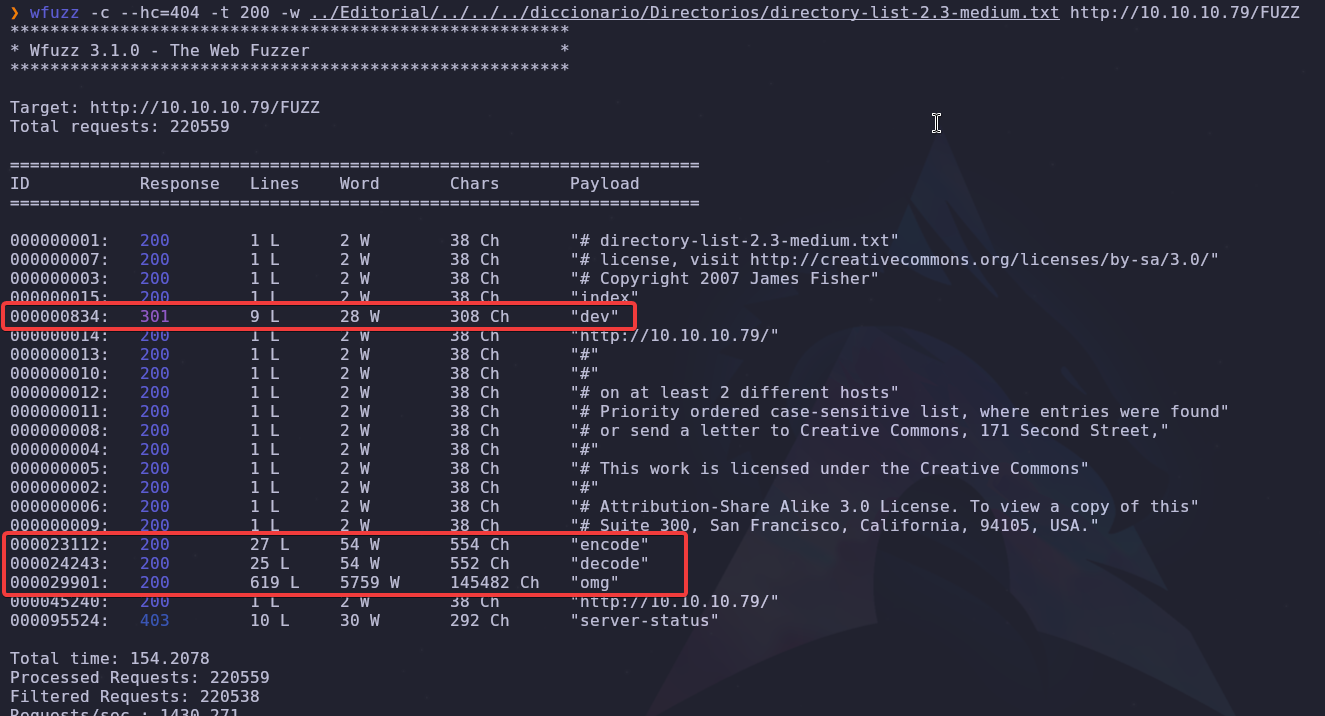 ❯ wfuzz -c --hc=404 -t 200 -w ../Editorial/../../../diccionario/Directorios/directory-list-2.3-medium.txt http://10.10.10.79/FUZZ
********************************************************
* Wfuzz 3.1.0 - The Web Fuzzer                         *
********************************************************

Target: http://10.10.10.79/FUZZ
Total requests: 220559

=====================================================================
ID           Response   Lines    Word       Chars       Payload
=====================================================================

000000001:   200        1 L      2 W        38 Ch       "# directory-list-2.3-medium.txt"
000000007:   200        1 L      2 W        38 Ch       "# license, visit http://creativecommons.org/licenses/by-sa/3.0/"
000000003:   200        1 L      2 W        38 Ch       "# Copyright 2007 James Fisher"
000000015:   200        1 L      2 W        38 Ch       "index"
000000834:   301        9 L      28 W       308 Ch      "dev"
000000014:   200        1 L      2 W        38 Ch       "http://10.10.10.79/"
000000013:   200        1 L      2 W        38 Ch       "#"
000000010:   200        1 L      2 W        38 Ch       "#"
000000012:   200        1 L      2 W        38 Ch       "# on at least 2 different hosts"
000000011:   200        1 L      2 W        38 Ch       "# Priority ordered case-sensitive list, where entries were found"
000000008:   200        1 L      2 W        38 Ch       "# or send a letter to Creative Commons, 171 Second Street,"
000000004:   200        1 L      2 W        38 Ch       "#"
000000005:   200        1 L      2 W        38 Ch       "# This work is licensed under the Creative Commons"
000000002:   200        1 L      2 W        38 Ch       "#"
000000006:   200        1 L      2 W        38 Ch       "# Attribution-Share Alike 3.0 License. To view a copy of this"
000000009:   200        1 L      2 W        38 Ch       "# Suite 300, San Francisco, California, 94105, USA."
000023112:   200        27 L     54 W       554 Ch      "encode"
000024243:   200        25 L     54 W       552 Ch      "decode"
000029901:   200        619 L    5759 W     145482 Ch   "omg"
000045240:   200        1 L      2 W        38 Ch       "http://10.10.10.79/"
000095524:   403        10 L     30 W       292 Ch      "server-status"

Total time: 154.2078
Processed Requests: 220559
Filtered Requests: 220538
Requests/sec.: 1430.271